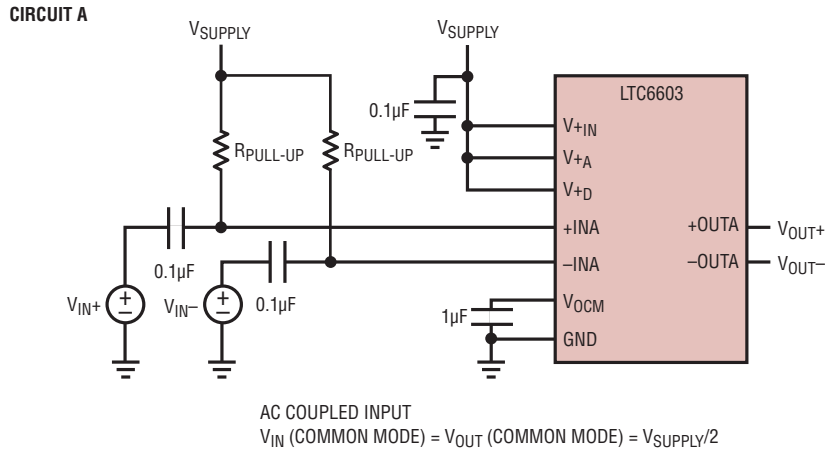 CIRCUIT A
VSUPPLY
VSUPPLY
LTC6603
0.1µF
V+IN
RPULL-UP
RPULL-UP
V+A
V+D
+INA
+OUTA
VOUT+
0.1µF
–INA
–OUTA
VOUT–
VIN+
+
–
VIN–
+
–
0.1µF
1µF
VOCM
GND
AC COUPLED INPUT
VIN (COMMON MODE) = VOUT (COMMON MODE) = VSUPPLY/2